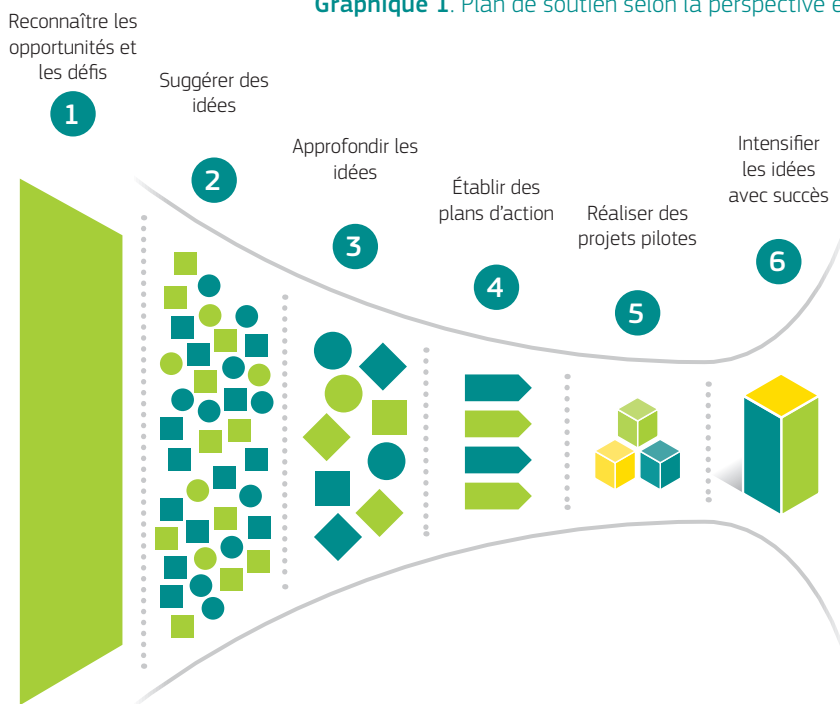 Graphique 1. Plan de soutien selon la perspective
Reconnaître les
opportunités et
les défis
1
Suggérer des
idées
2
Approfondir les
idées
3
Établir des
plans d'action
4
Réaliser des
projets pilotes
5
Intensifier
les idées
avec succès
6